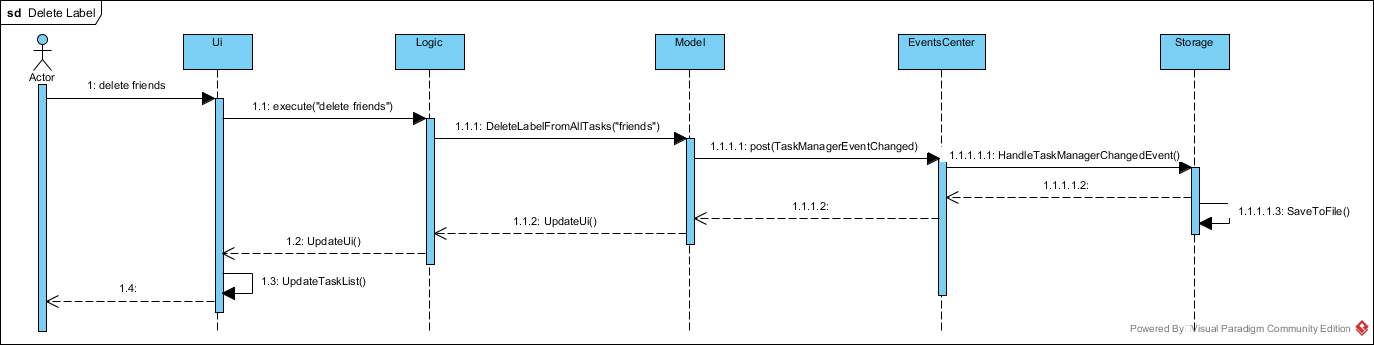 sd Delete Label
Ui
Logic
Model
EventsCenter
Storage
Actor
1: delete friends
1.1: execute("delete friends")
1.1.1: DeleteLabelFromAllTasks("friends")
1.1.1.1: post(TaskManagerEventChanged)
1.1.1.1.1: HandleTaskManagerChangedEvent()
1.1.1.1.2:
1.1.1.2:
1.1.1.1.3: SaveToFile()
1.1.2: UpdateUi()
1.2: UpdateUi()
1.3: UpdateTaskList()
1.4:
Powered By Visual Paradigm Community Edition